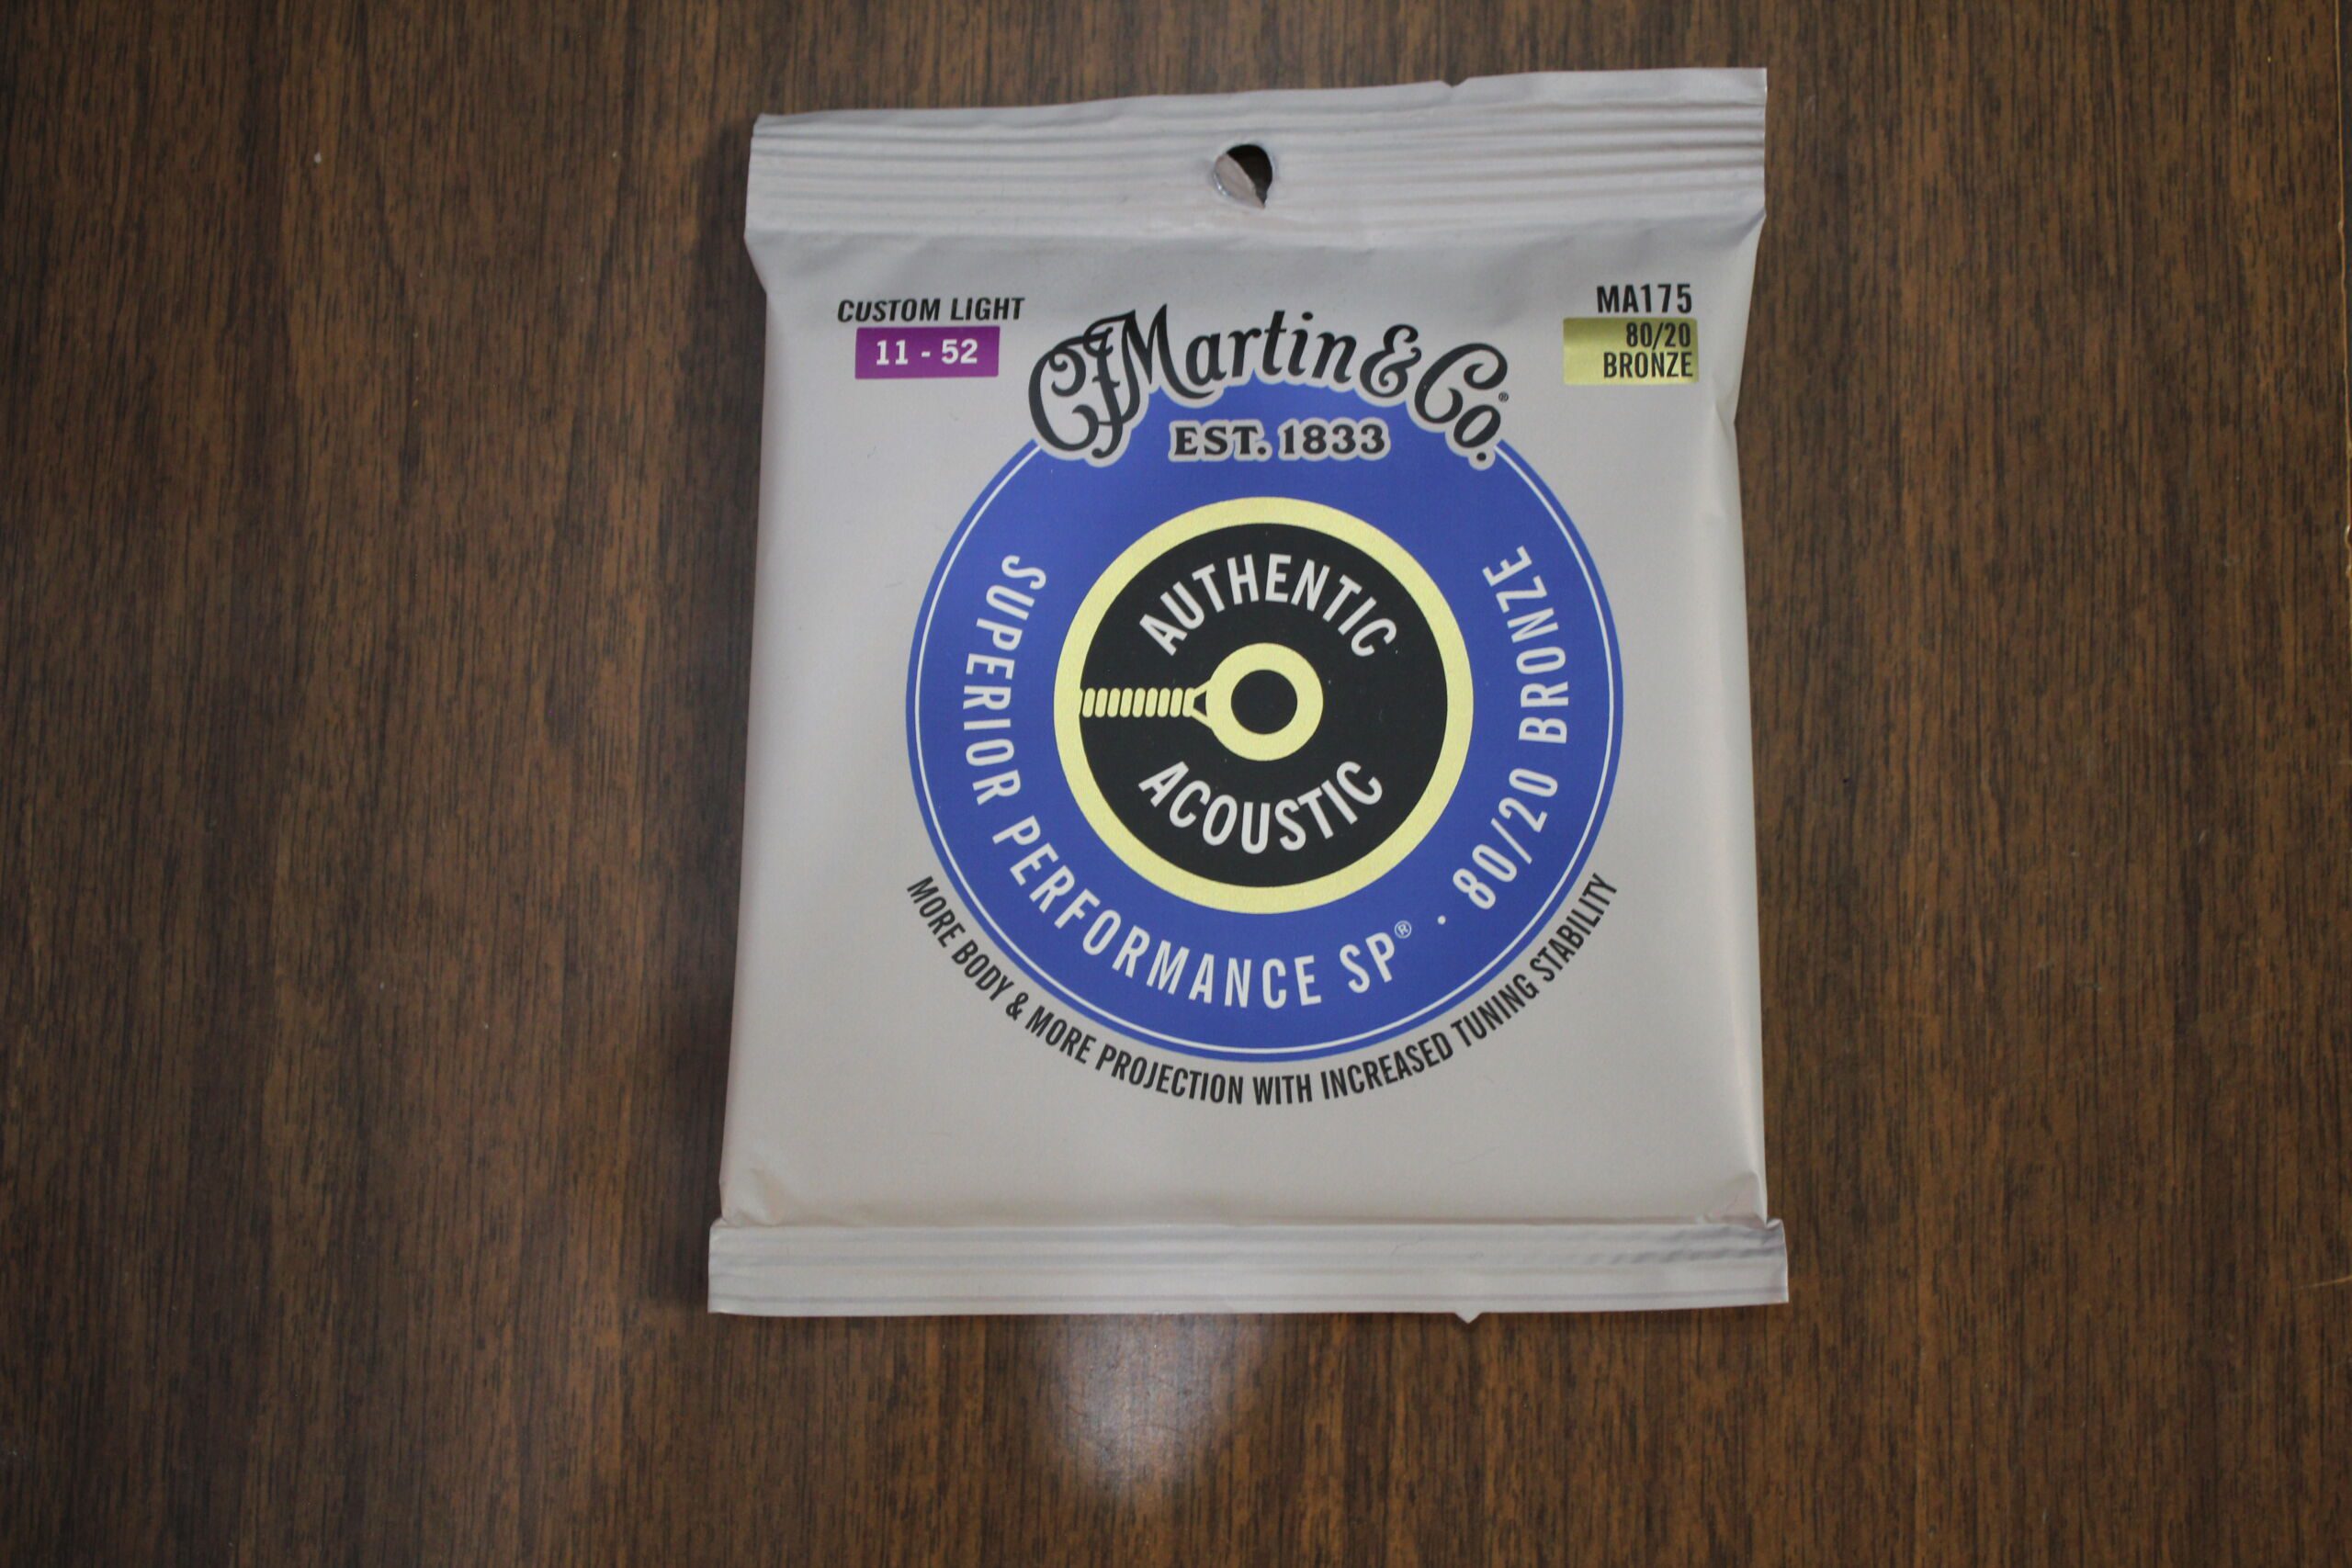 CUSTOM LIGHT
11 - 52
MA175
80/20
BRONZE
CF Martin & Co.®
EST. 1833
AUTHENTIC
ACOUSTIC
SUPERIOR PERFORMANCE SP® · 80/20 BRONZE
MORE BODY & MORE PROJECTION WITH INCREASED TUNING STABILITY